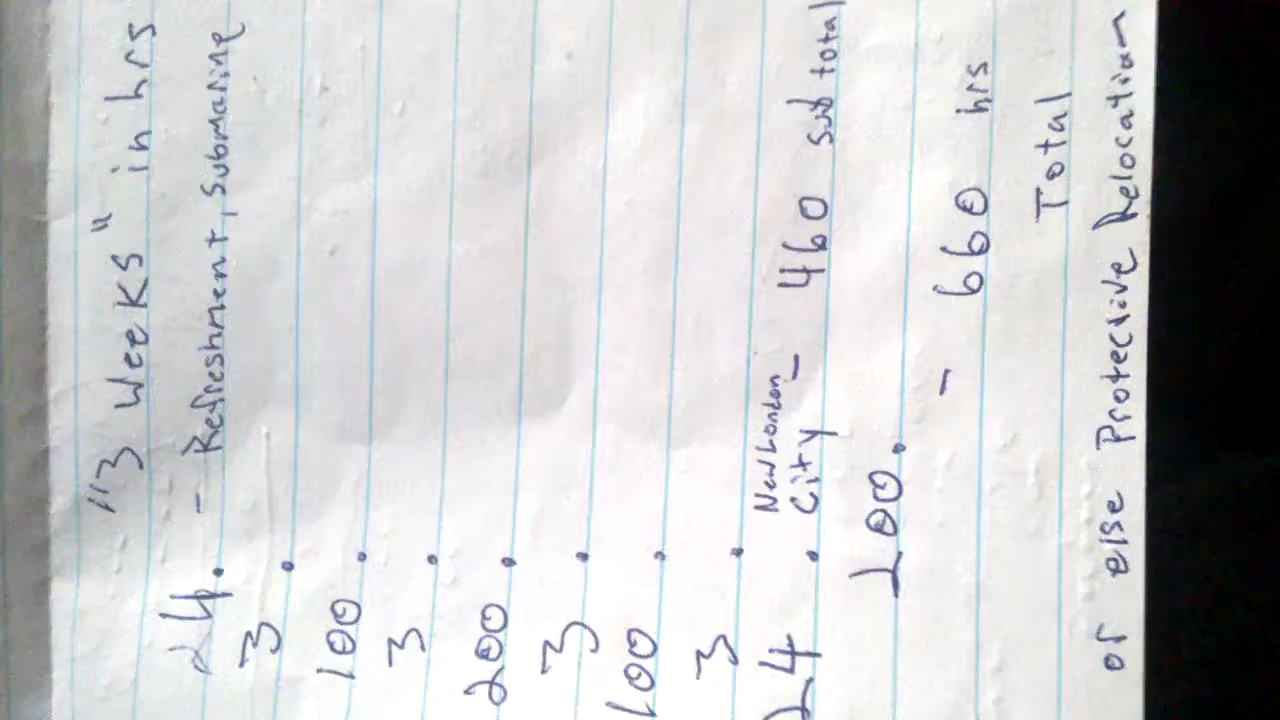 "3 Weeks" in hrs
24. - Refreshment, Submarine
3.
100.
3.
200.
3.
100.
3.
24. New London City - 460 sub total
200.
- 660 hrs
Total
or else Protective Relocation